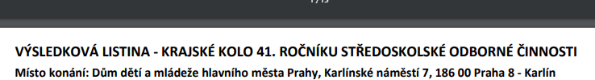 VÝSLEDKOVÁ LISTINA - KRAJSKÉ KOLO 41. ROČNÍKU STŘEDOSKOLSKÉ ODBORNÉ ČINNOSTI
Místo konání: Dům dětí a mládeže hlavního města Prahy, Karlínské náměstí 7, 186 00 Praha 8 - Karlín